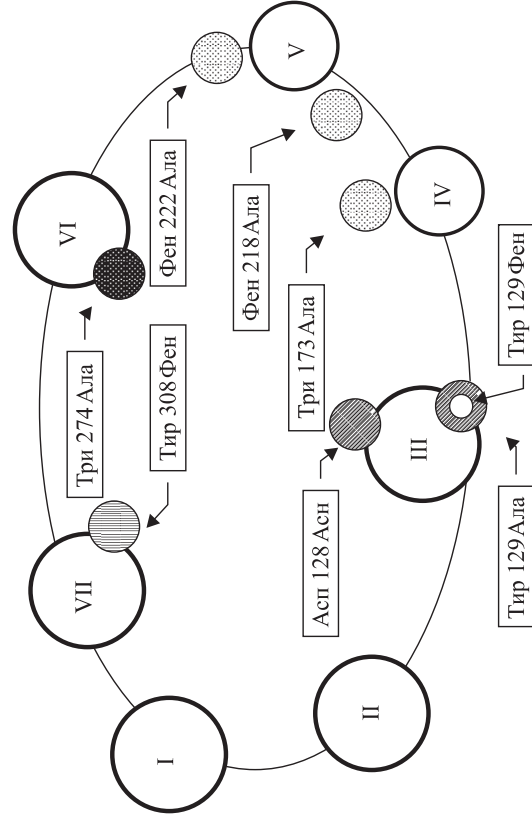 VI
VII
Три 274 Ала
I
Тир 308 Фен
Фен 222 Ала
Фен 218 Ала
V
Три 173 Ала
Асп 128 Асн
II
III
IV
Тир 129 Ала
Тир 129 Фен